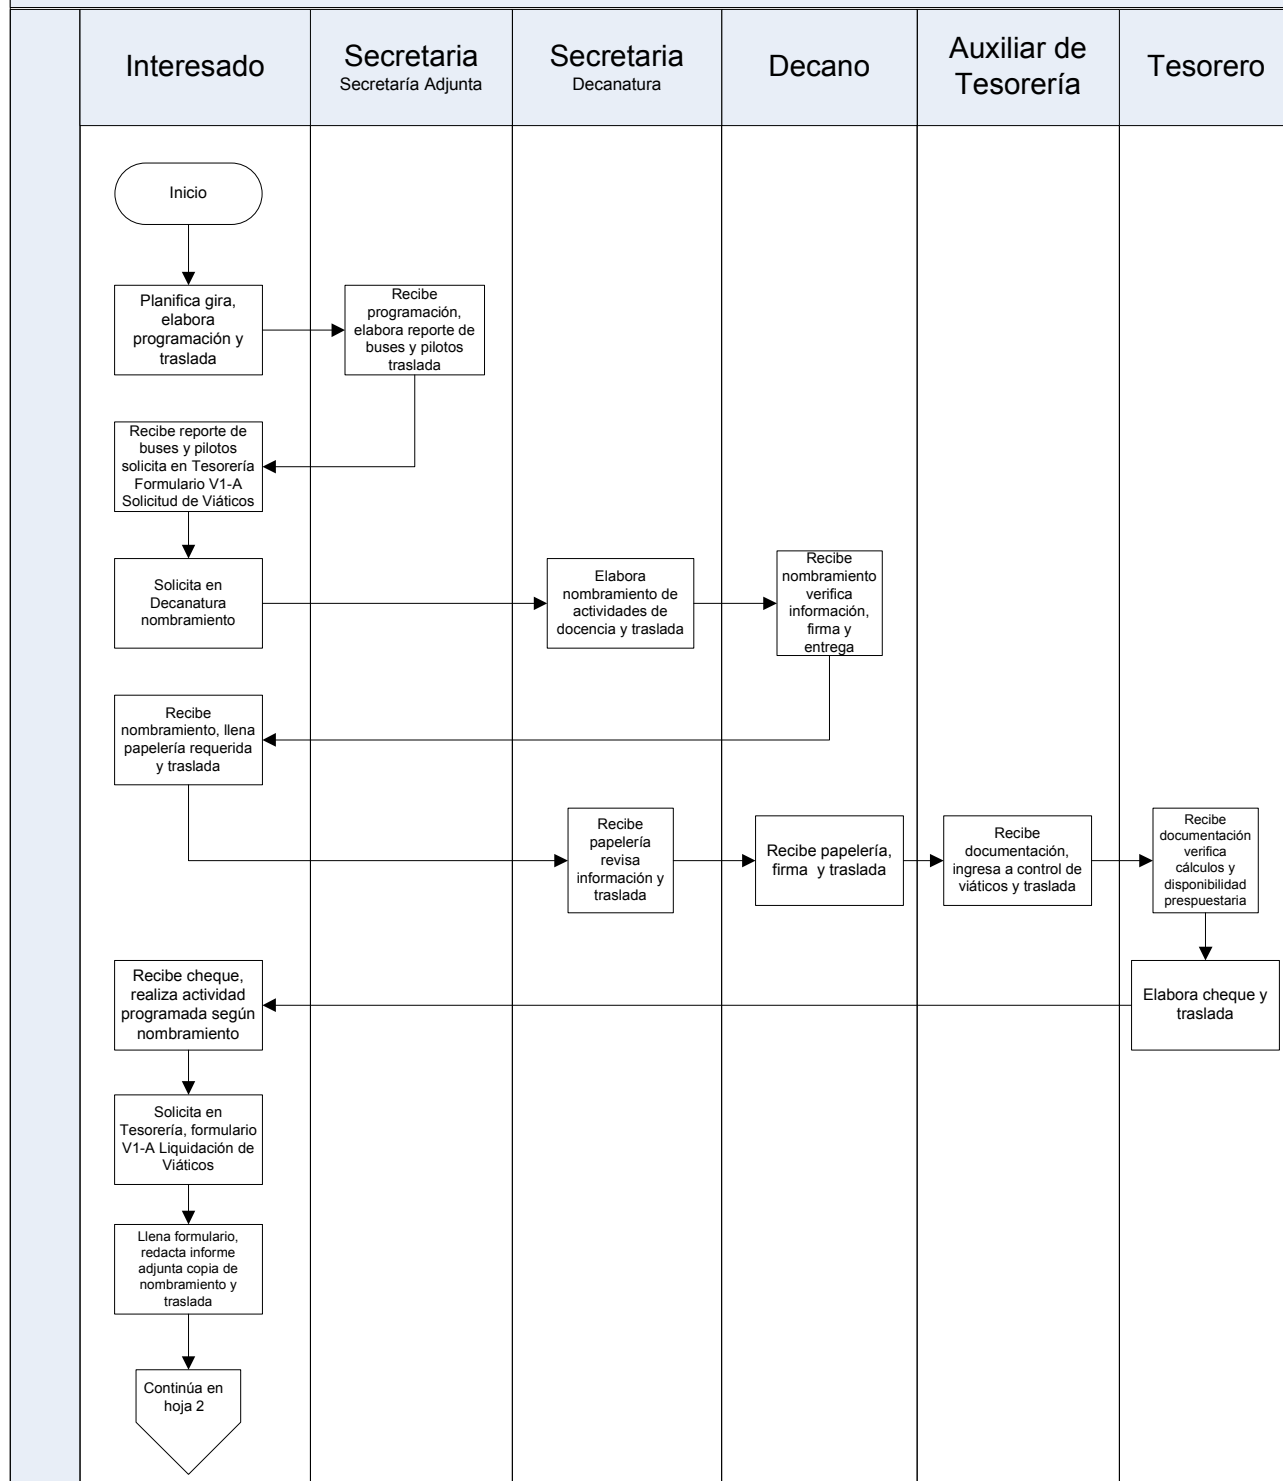 Interesado
Secretaria
Secretaría Adjunta
Secretaria
Decanatura
Decano
Auxiliar de
Tesorería
Tesorero
Inicio
Planifica gira,
elabora
programación y
traslada
Recibe
programación,
elabora reporte de
buses y pilotos
traslada
Recibe reporte de
buses y pilotos
solicita en Tesorería
Formulario V1-A
Solicitud de Viáticos
Solicita en
Decanatura
nombramiento
Elabora
nombramiento de
actividades de
docencia y traslada
Recibe
nombramiento
verifica
información,
firma y
entrega
Recibe
nombramiento, llena
papelería requerida
y traslada
Recibe
papelería
revisa
información y
traslada
Recibe papelería,
firma y traslada
Recibe
documentación,
ingresa a control de
viáticos y traslada
Recibe
documentación
verifica
cálculos y
disponibilidad
prespuestaria
Elabora cheque y
traslada
Recibe cheque,
realiza actividad
programada según
nombramiento
Solicita en
Tesorería, formulario
V1-A Liquidación de
Viáticos
Llena formulario,
redacta informe
adjunta copia de
nombramiento y
traslada
Continúa en
hoja 2